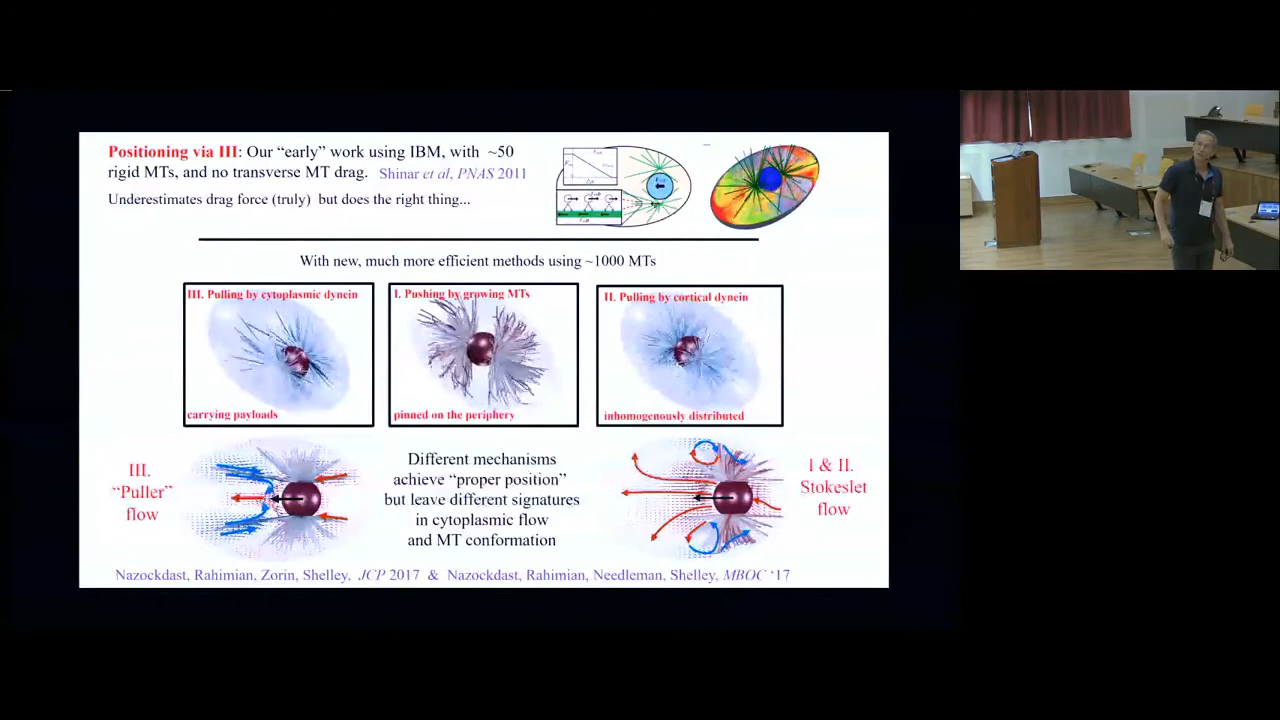 Positioning via III: Our “early” work using IBM, with ~50
rigid MTs, and no transverse MT drag. Shinar et al, PNAS 2011
Underestimates drag force (truly) but does the right thing...
With new, much more efficient methods using ~1000 MTs
III. Pulling by cytoplasmic dynein
carrying payloads
I. Pushing by growing MTs
pinned on the periphery
II. Pulling by cortical dynein
inhomogenously distributed
III.
“Puller”
flow
Different mechanisms
achieve “proper position”
but leave different signatures
in cytoplasmic flow
and MT conformation
I & II.
Stokeslet
flow
Nazockdast, Rahimian, Zorin, Shelley, JCP 2017 & Nazockdast, Rahimian, Needleman, Shelley, MBOC ‘17